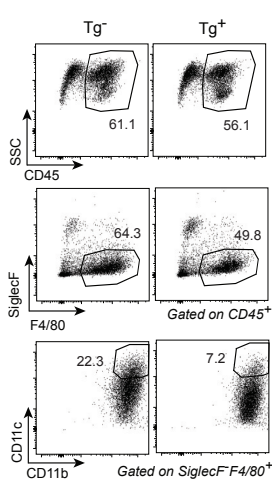 Tg- Tg+
61.1 56.1
SSC
CD45
64.3 49.8
SiglecF
F4/80 Gated on CD45+
22.3 7.2
CD11c
CD11b Gated on SiglecF-F4/80+